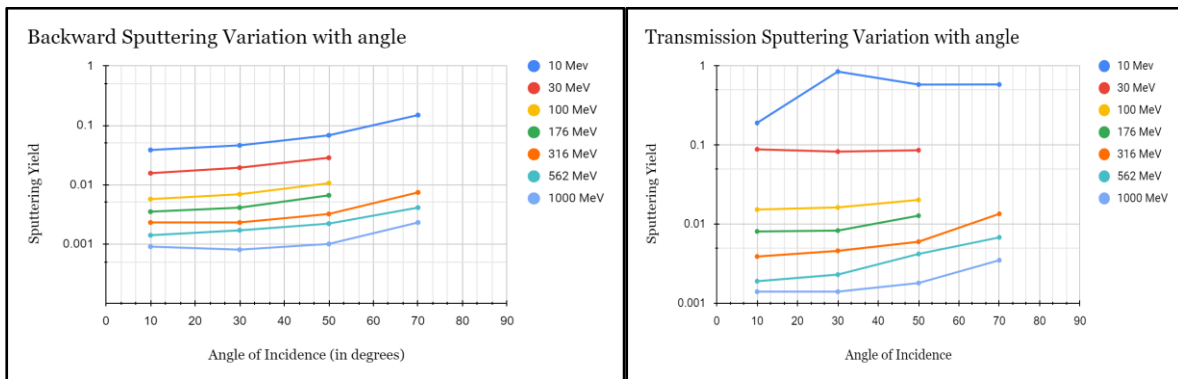 Backward Sputtering Variation with angle
1
0.1
0.01
0.001
Sputtering Yield
0 10 20 30 40 50 60 70 80 90
Angle of Incidence (in degrees)
10 Mev
30 MeV
100 MeV
176 MeV
316 MeV
562 MeV
1000 MeV
Transmission Sputtering Variation with angle
1
0.1
0.01
0.001
Sputtering Yield
0 10 20 30 40 50 60 70 80 90
Angle of Incidence
10 Mev
30 MeV
100 MeV
176 MeV
316 MeV
562 MeV
1000 MeV